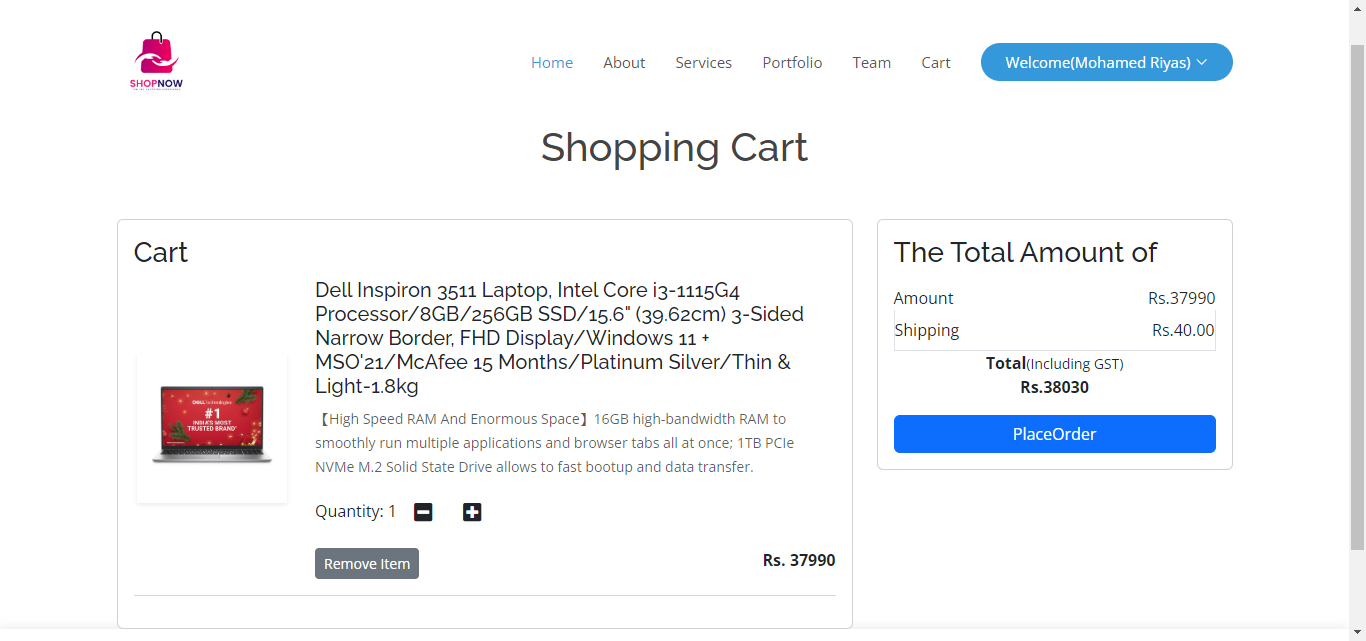 SHOPNOW
Home
About
Services
Portfolio
Team
Cart
Welcome(Mohamed Riyas)
Shopping Cart
Cart
Dell Inspiron 3511 Laptop, Intel Core i3-1115G4
Processor/8GB/256GB SSD/15.6" (39.62cm) 3-Sided
Narrow Border, FHD Display/Windows 11 +
MSO'21/McAfee 15 Months/Platinum Silver/Thin &
Light-1.8kg
DELL Technologies
#1
INDIA'S MOST
TRUSTED BRAND*
【High Speed RAM And Enormous Space】16GB high-bandwidth RAM to
smoothly run multiple applications and browser tabs all at once; 1TB PCIe
NVMe M.2 Solid State Drive allows to fast bootup and data transfer.
Quantity: 1
Remove Item
Rs. 37990
The Total Amount of
Amount Rs.37990
Shipping Rs.40.00
Total(Including GST)
Rs.38030
PlaceOrder